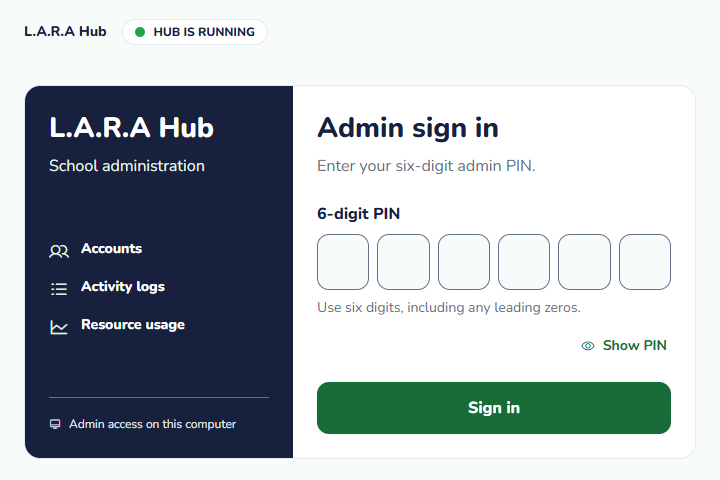 L.A.R.A Hub
HUB IS RUNNING
L.A.R.A Hub
School administration
Accounts
Activity logs
Resource usage
Admin access on this computer
Admin sign in
Enter your six-digit admin PIN.
6-digit PIN
Use six digits, including any leading zeros.
Show PIN
Sign in